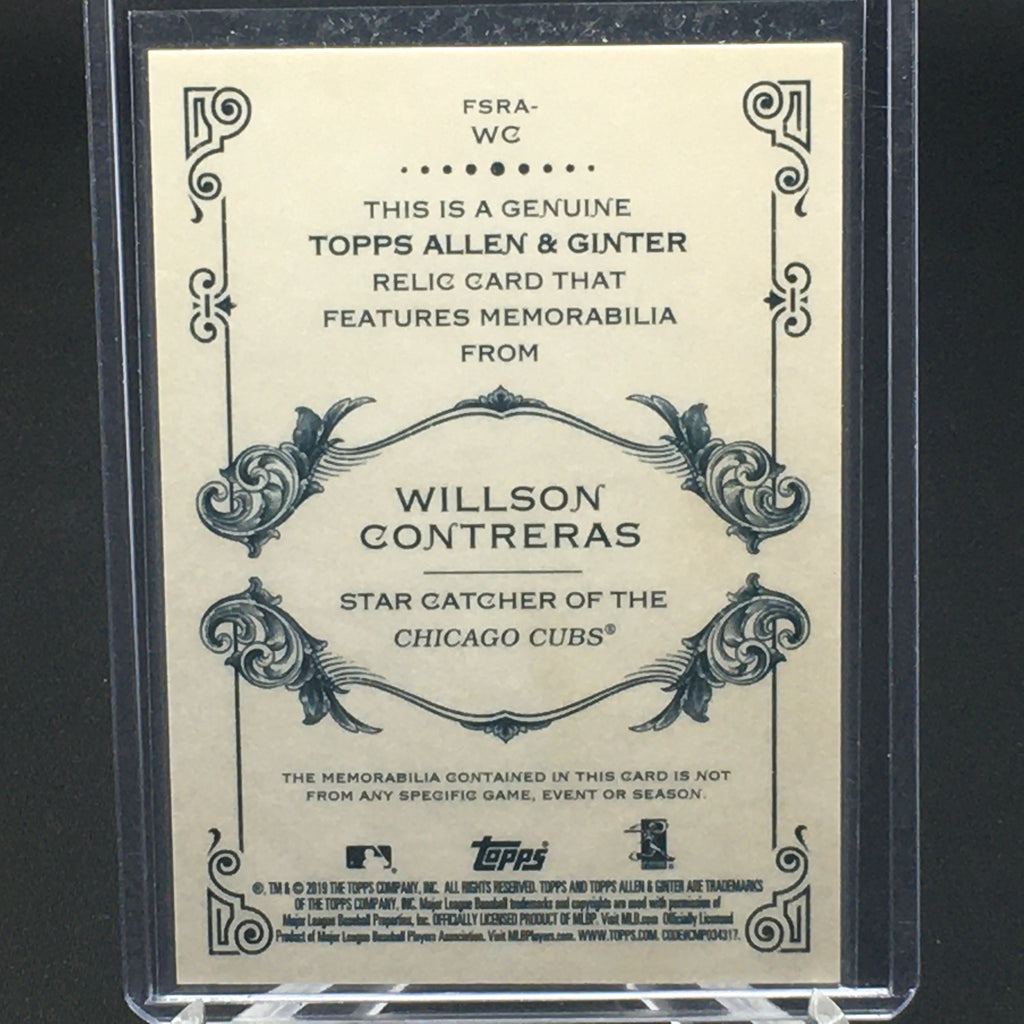 FSRA-
WC
THIS IS A GENUINE
TOPPS ALLEN & GINTER
RELIC CARD THAT
FEATURES MEMORABILIA
FROM
WILLSON
CONTRERAS
STAR CATCHER OF THE
CHICAGO CUBS®
THE MEMORABILIA CONTAINED IN THIS CARD IS NOT
FROM ANY SPECIFIC GAME, EVENT OR SEASON.
topps®
®, TM & © 2019 THE TOPPS COMPANY, INC. ALL RIGHTS RESERVED. TOPPS AND TOPPS ALLEN & GINTER ARE TRADEMARKS
OF THE TOPPS COMPANY, INC. Major League Baseball trademarks and copyrights are used with permission of
Major League Baseball Properties, Inc. OFFICIALLY LICENSED PRODUCT OF MLBP. Visit MLB.com Officially Licensed
Product of Major League Baseball Players Association. Visit MLBPlayers.com. WWW.TOPPS.COM. CODE#CMP034317.